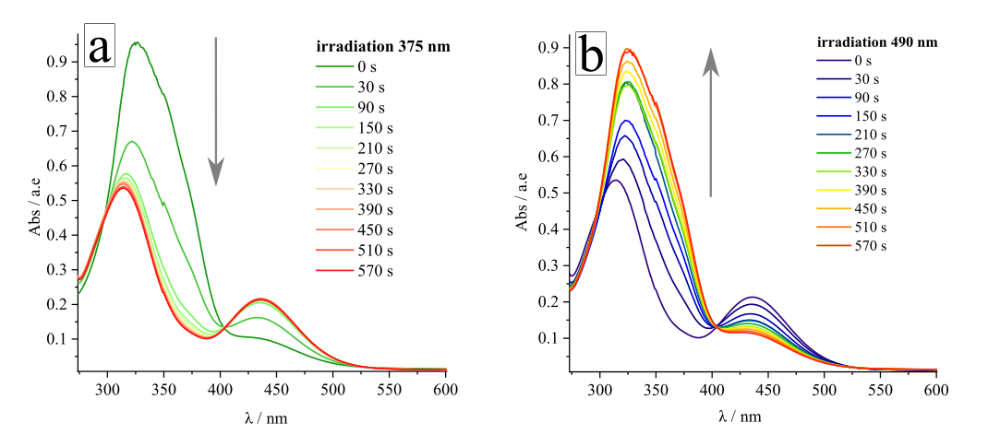 a
irradiation 375 nm
0 s
30 s
90 s
150 s
210 s
270 s
330 s
390 s
450 s
510 s
570 s
Abs / a.e
0.9
0.8
0.7
0.6
0.5
0.4
0.3
0.2
0.1
300
350
400
450
500
550
600
λ / nm
b
irradiation 490 nm
0 s
30 s
90 s
150 s
210 s
270 s
330 s
390 s
450 s
510 s
570 s
Abs / a.e
0.9
0.8
0.7
0.6
0.5
0.4
0.3
0.2
0.1
300
350
400
450
500
550
600
λ / nm